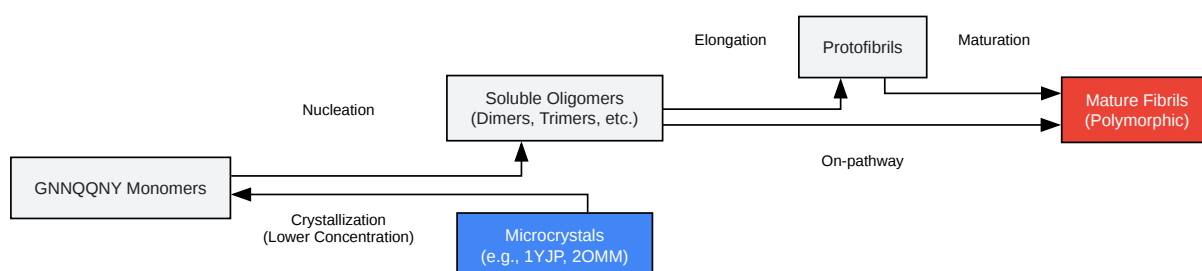 Elongation
Protofibrils
Maturation
Nucleation
Soluble Oligomers
(Dimers, Trimers, etc.)
Mature Fibrils
(Polymorphic)
On-pathway
GNNQQNY Monomers
Crystallization
(Lower Concentration)
Microcrystals
(e.g., 1YJP, 2OMM)